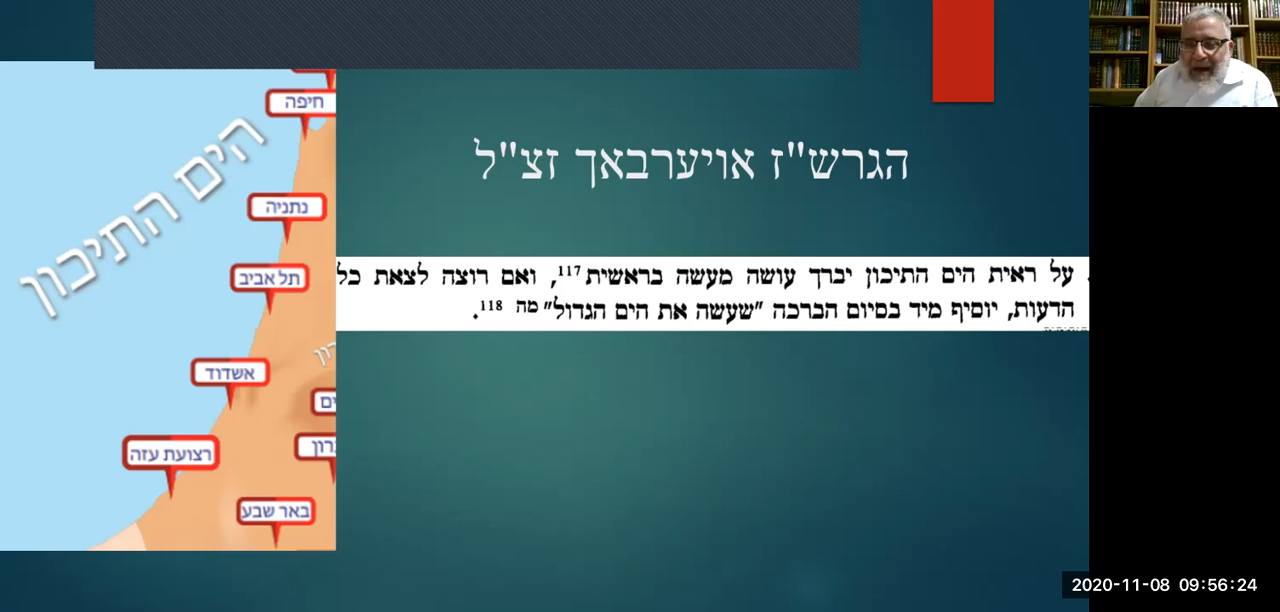 חיפה
הים התיכון
נתניה
תל אביב
אשדוד
רצועת עזה
באר שבע
הגרש"ז אויערבאך זצ"ל
על ראית הים התיכון יברך עושה מעשה בראשית117, ואם רוצה לצאת כל
הדעות, יוסיף מיד בסיום הברכה "שעשה את הים הגדול"מה 118.
2020-11-08 09:56:24